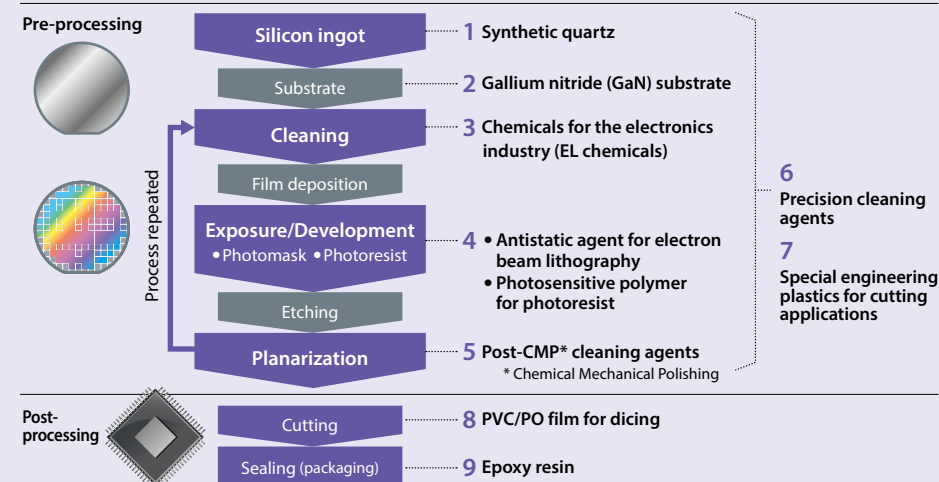 Pre-processing
Silicon ingot
1 Synthetic quartz
Substrate
2 Gallium nitride (GaN) substrate
Cleaning
3 Chemicals for the electronics
industry (EL chemicals)
Film deposition
Exposure/Development
•Photomask •Photoresist
4 • Antistatic agent for electron
beam lithography
• Photosensitive polymer
for photoresist
Etching
Planarization
5 Post-CMP* cleaning agents
* Chemical Mechanical Polishing
Process repeated
6
Precision cleaning
agents
7
Special engineering
plastics for cutting
applications
Post-
processing
Cutting
8 PVC/PO film for dicing
Sealing (packaging)
9 Epoxy resin